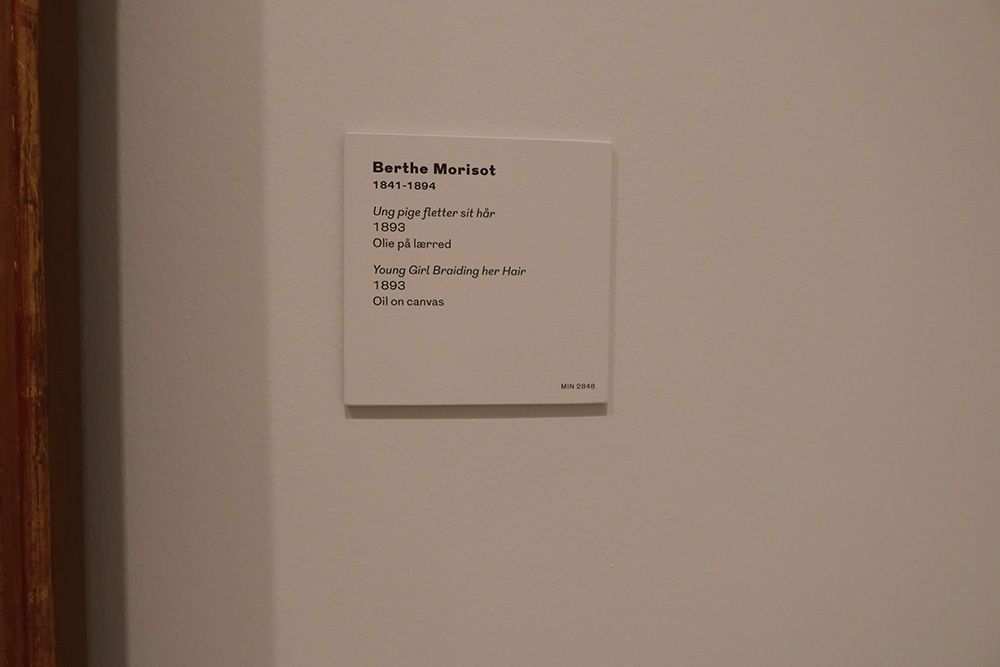 Berthe Morisot
1841-1894
Ung pige fletter sit hår
1893
Olie på lærred
Young Girl Braiding her Hair
1893
Oil on canvas
MIN 2848